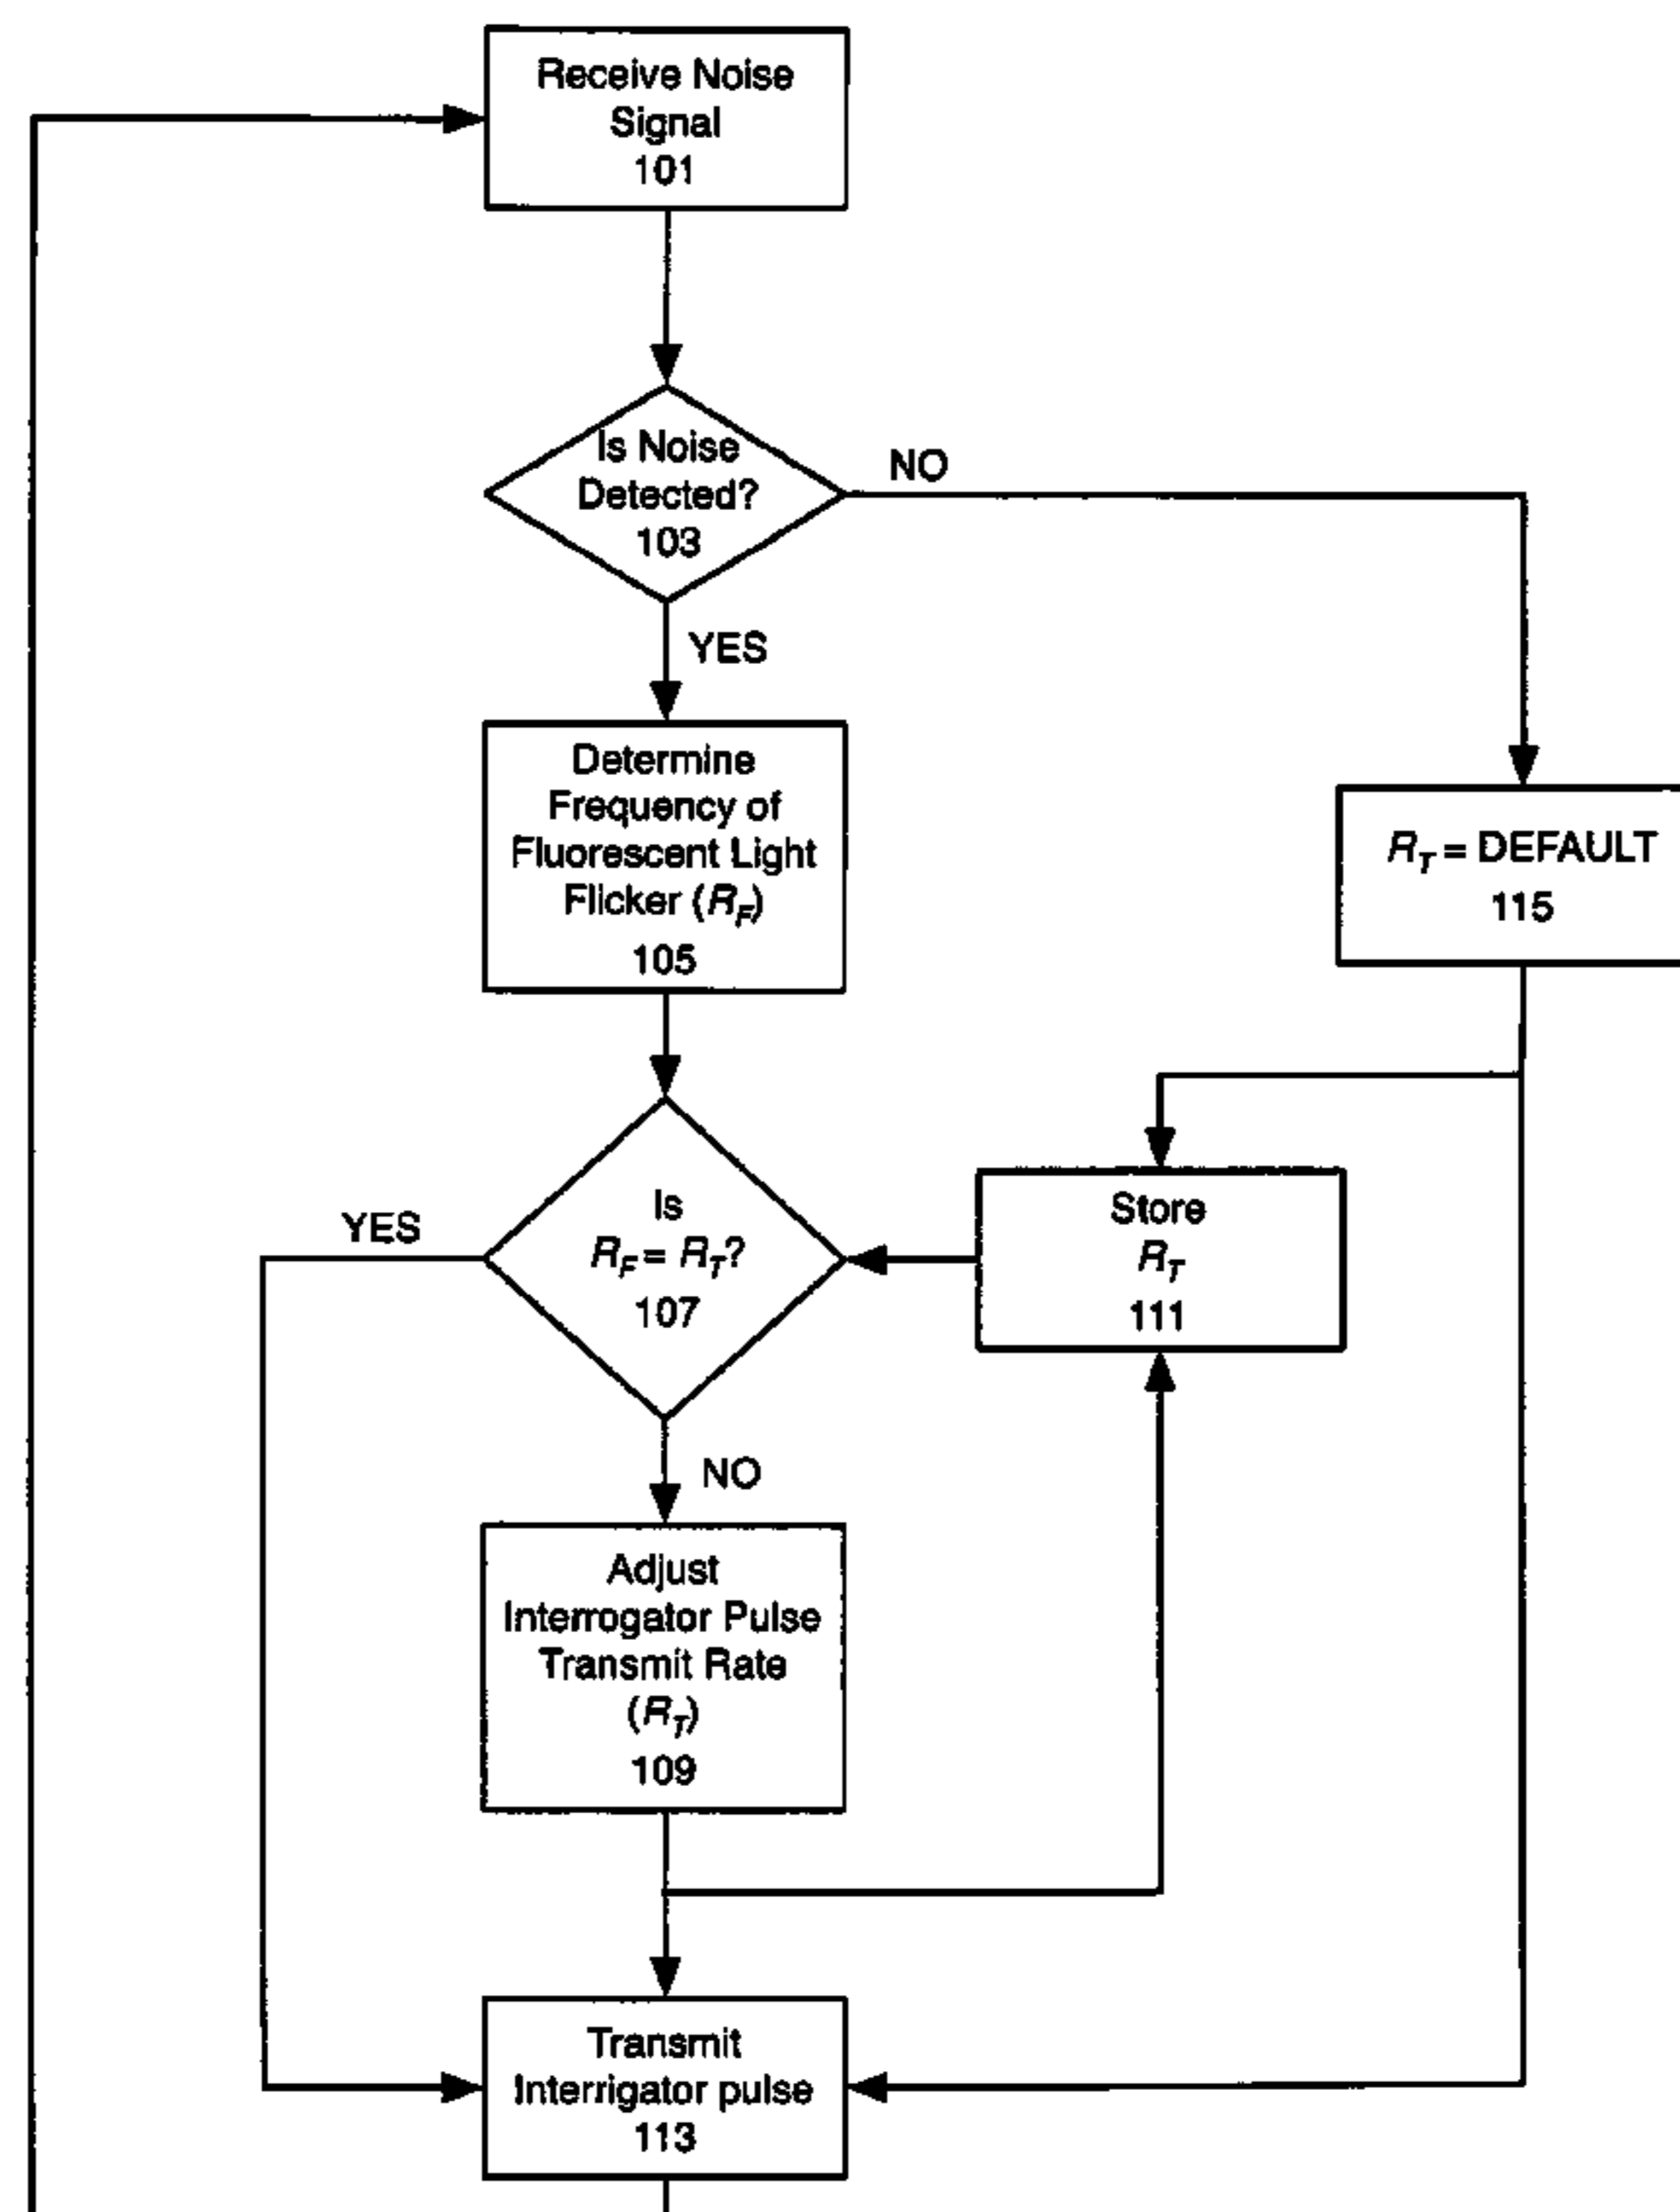 Receive Noise
Signal
101
Is Noise
Detected?
103
NO
YES
Determine
Frequency of
Fluorescent Light
Flicker (R_F)
105
R_T = DEFAULT
115
Is
R_F = R_T?
107
YES
Store
R_T
111
NO
Adjust
Interrogator Pulse
Transmit Rate
(R_T)
109
Transmit
Interrigator pulse
113